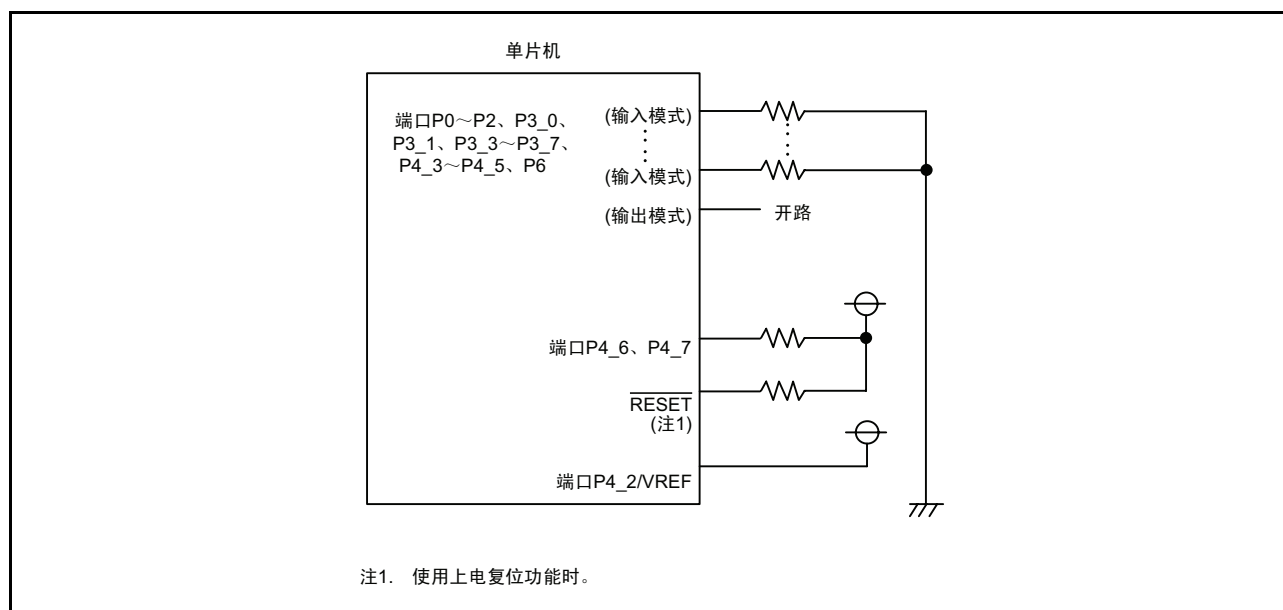 单片机
端口P0～P2、P3_0、
P3_1、P3_3～P3_7、
P4_3～P4_5、P6
(输入模式)
(输入模式)
(输出模式)
开路
端口P4_6、P4_7
RESET
(注1)
端口P4_2/VREF
注1. 使用上电复位功能时。